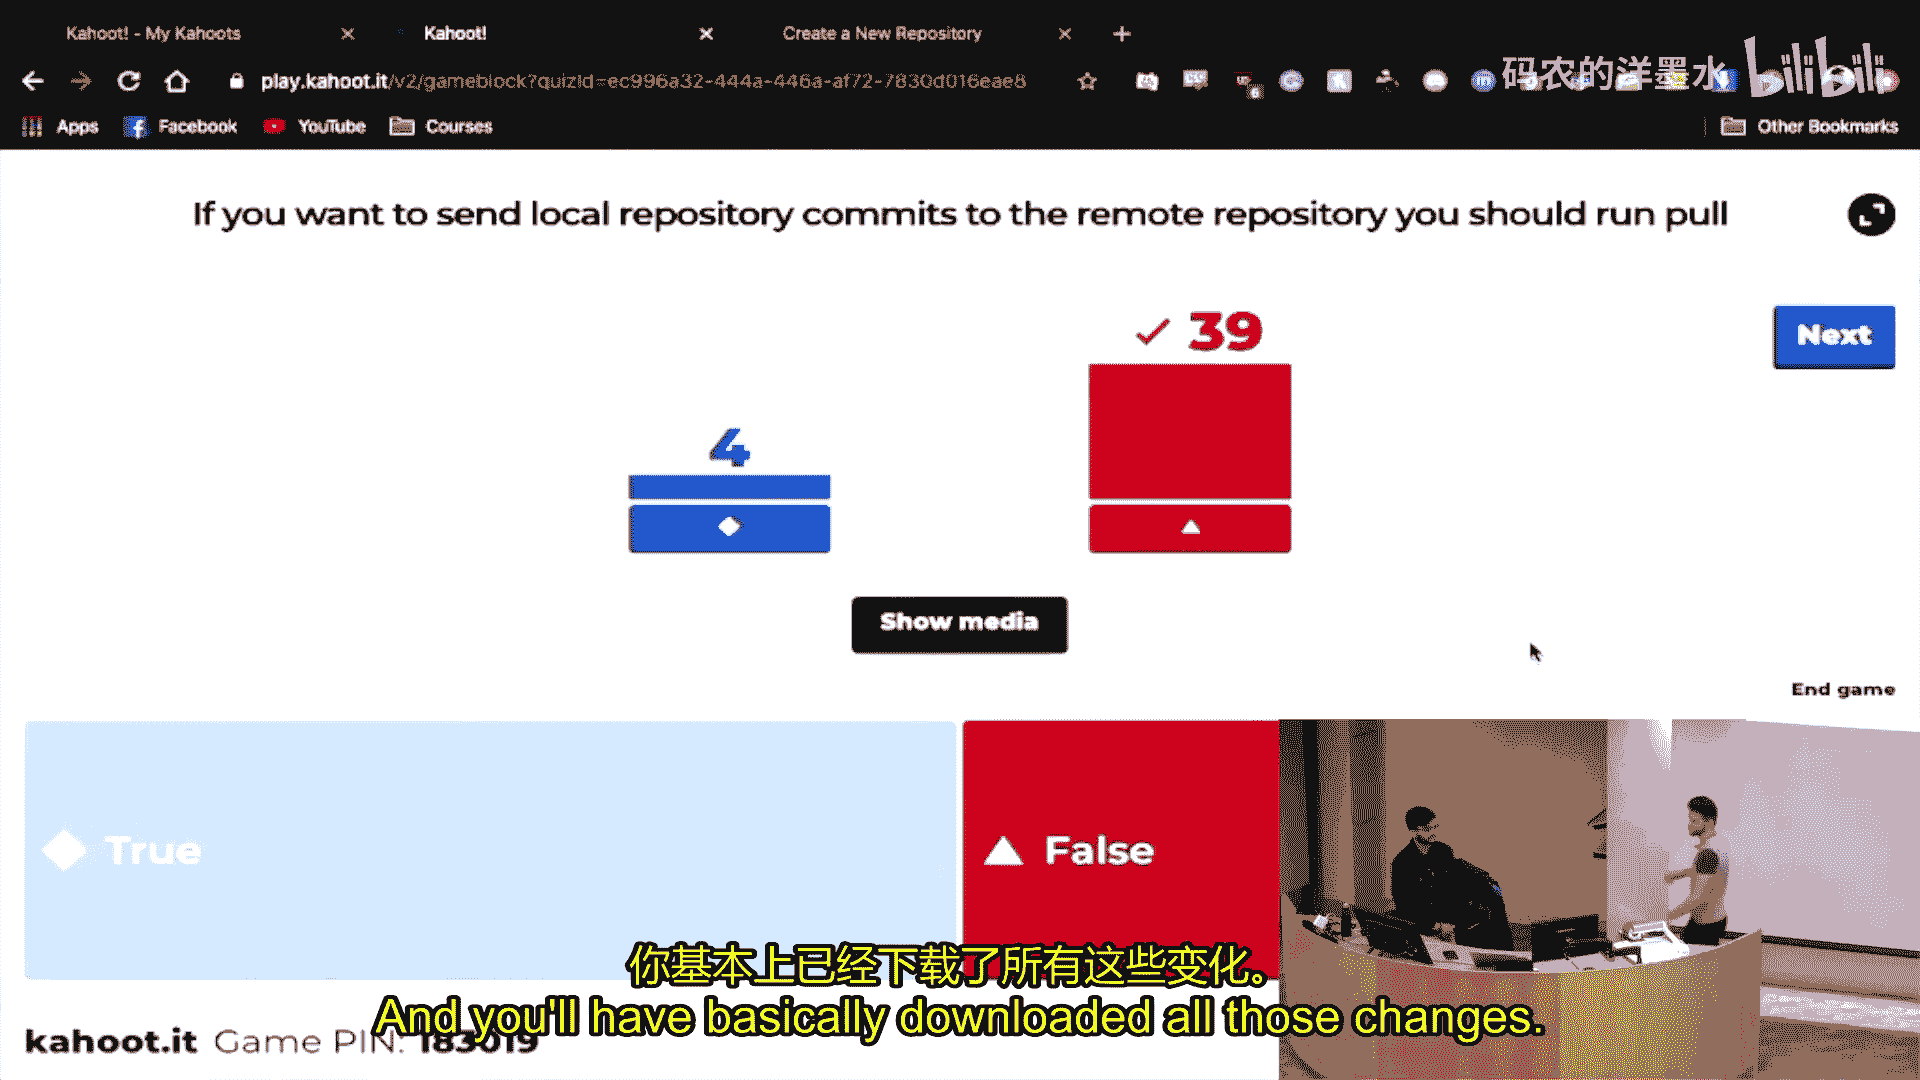 Kahoot! - My Kahoots
Kahoot!
Create a New Repository
play.kahoot.it/v2/gameblock?quizId=ec996a32-444a-446a-af72-7830d016eae8
码农的洋墨水
bilibili
Apps
Facebook
YouTube
Courses
Other Bookmarks
If you want to send local repository commits to the remote repository you should run pull
39
Next
4
Show media
End game
True
False
你基本上已经下载了所有这些变化。
And you'll have basically downloaded all those changes.
kahoot.it Game PIN: 183019